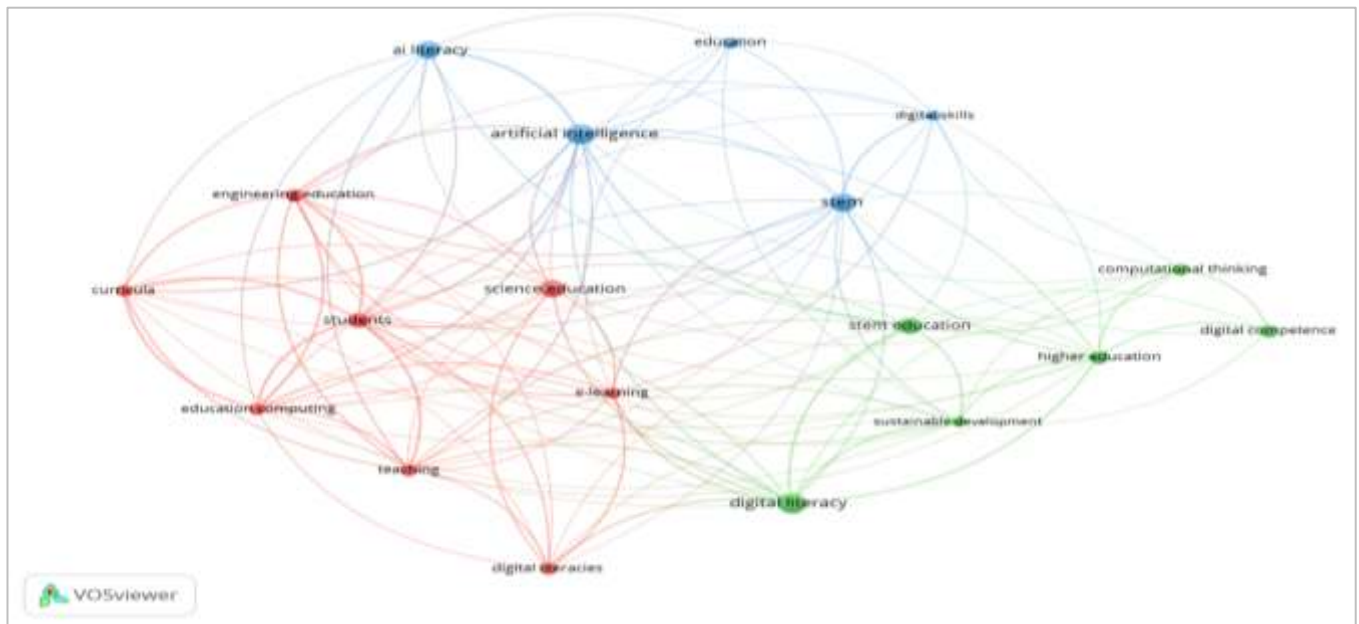 ai literacy
education
artificial intelligence
digital skills
engineering education
stem
computational thinking
curricula
science education
students
stem education
digital competence
higher education
e-learning
education computing
sustainable development
teaching
digital literacy
digital literacies
VOSviewer